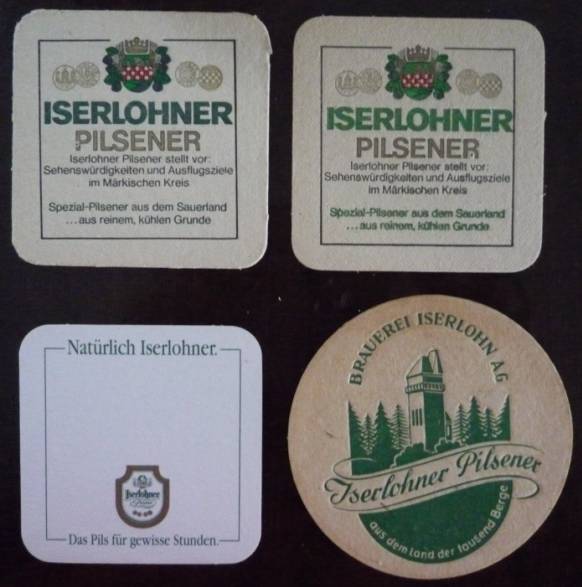 ISERLOHNER
PILSENER
Iserlohner Pilsener stellt vor:
Sehenswürdigkeiten und Ausflugsziele
im Märkischen Kreis
Spezial-Pilsener aus dem Sauerland
...aus reinem, kühlen Grunde
ISERLOHNER
PILSENER
Iserlohner Pilsener stellt vor:
Sehenswürdigkeiten und Ausflugsziele
im Märkischen Kreis
Spezial-Pilsener aus dem Sauerland
...aus reinem, kühlen Grunde
Natürlich Iserlohner.
Iserlohner
Das Pils für gewisse Stunden.
BRAUEREI ISERLOHN AG
Iserlohner Pilsener
aus dem Land der tausend Berge